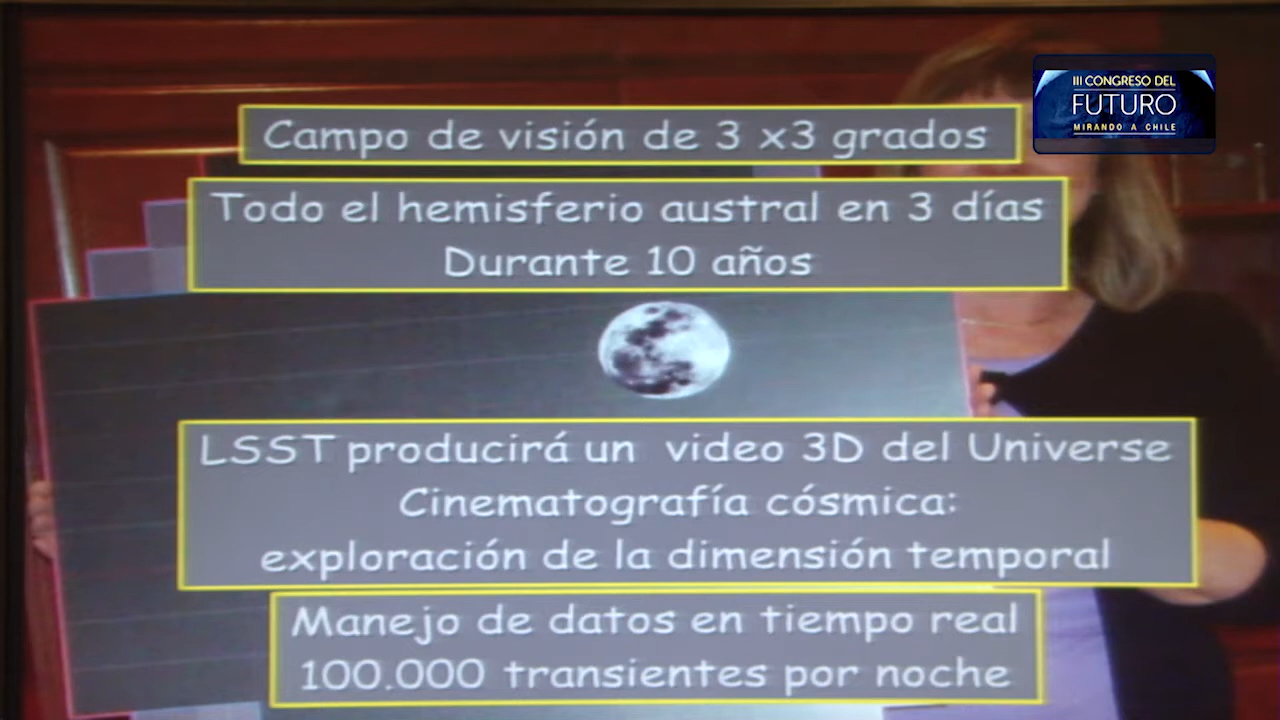 III CONGRESO DEL
FUTURO
MIRANDO A CHILE
Campo de visión de 3 x3 grados
Todo el hemisferio austral en 3 días
Durante 10 años
LSST producirá un video 3D del Universe
Cinematografía cósmica:
exploración de la dimensión temporal
Manejo de datos en tiempo real
100.000 transientes por noche